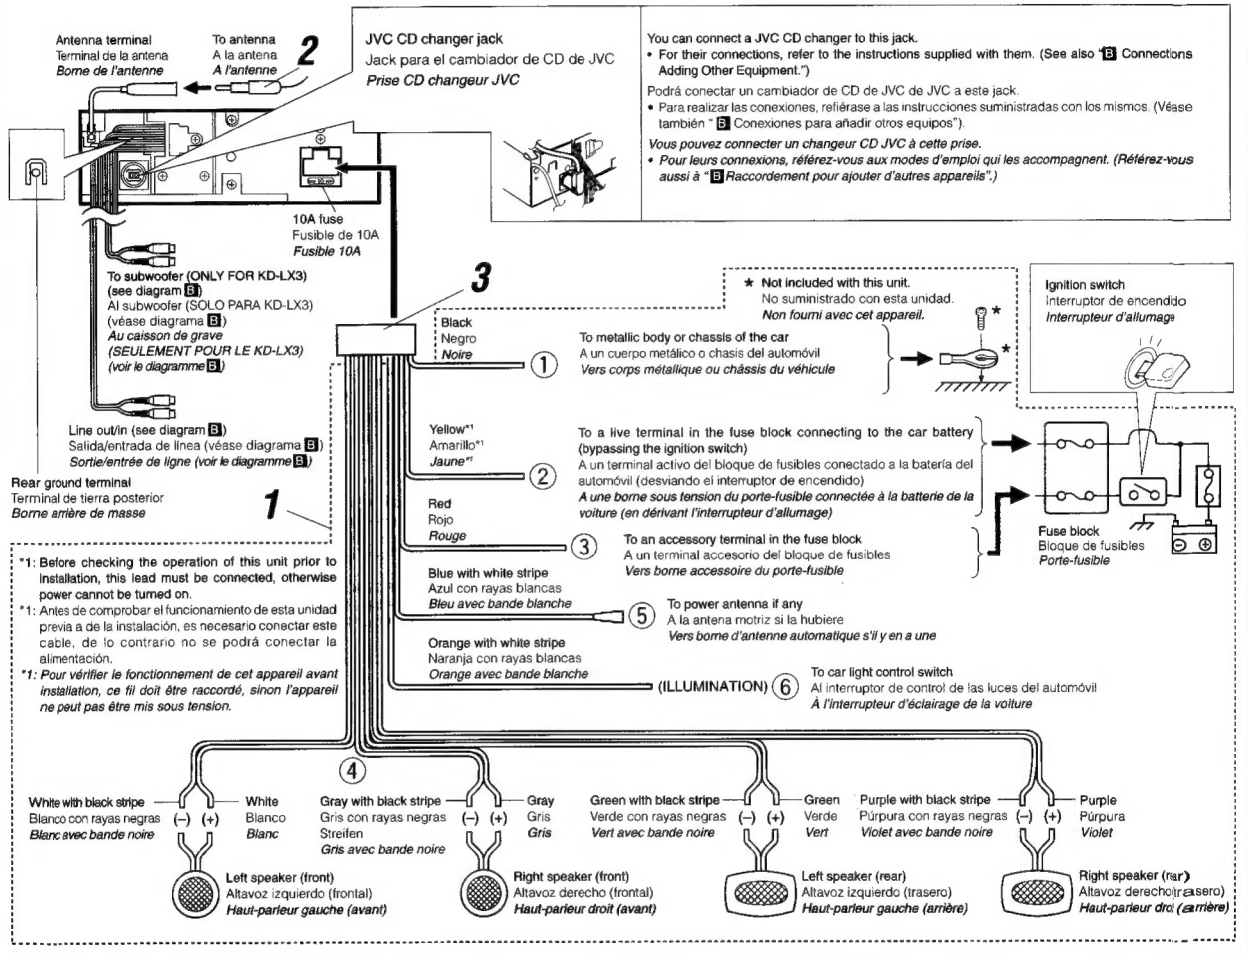 Antenna terminal
Terminal de la antena
Borne de l'antenne
To antenna
A la antena
A l'antenne
2
JVC CD changer jack
Jack para el cambiador de CD de JVC
Prise CD changeur JVC
You can connect a JVC CD changer to this jack.
• For their connections, refer to the instructions supplied with them. (See also "B Connections
Adding Other Equipment.")
Podrá conectar un cambiador de CD de JVC de JVC a este jack.
• Para realizar las conexiones, refiérase a las instrucciones suministradas con los mismos. (Véase
también " B Conexiones para añadir otros equipos").
Vous pouvez connecter un changeur CD JVC à cette prise.
• Pour leurs connexions, référez-vous aux modes d'emploi qui les accompagnent. (Référez-vous
aussi à "B Raccordement pour ajouter d'autres appareils".)
10A fuse
Fusible de 10A
Fusible 10A
To subwoofer (ONLY FOR KD-LX3)
(see diagram B)
Al subwoofer (SOLO PARA KD-LX3)
(véase diagrama B)
Au caisson de grave
(SEULEMENT POUR LE KD-LX3)
(voir le diagramme B)
Line out/in (see diagram B)
Salida/entrada de línea (véase diagrama B)
Sortie/entrée de ligne (voir le diagramme B)
Rear ground terminal
Terminal de tierra posterior
Borne arrière de masse
1
3
* Not included with this unit.
No suministrado con esta unidad.
Non fourni avec cet appareil.
Ignition switch
Interruptor de encendido
Interrupteur d'allumage
Black
Negro
Noire
1
To metallic body or chassis of the car
A un cuerpo metálico o chasis del automóvil
Vers corps métallique ou châssis du véhicule
*
*
Yellow*1
Amarillo*1
Jaune*1
2
To a live terminal in the fuse block connecting to the car battery
(bypassing the ignition switch)
A un terminal activo del bloque de fusibles conectado a la batería del
automóvil (desviando el interruptor de encendido)
A une borne sous tension du porte-fusible connectée à la batterie de la
voiture (en dérivant l'interrupteur d'allumage)
Red
Rojo
Rouge
3
To an accessory terminal in the fuse block
A un terminal accesorio del bloque de fusibles
Vers borne accessoire du porte-fusible
Fuse block
Bloque de fusibles
Porte-fusible
Blue with white stripe
Azul con rayas blancas
Bleu avec bande blanche
5
To power antenna if any
A la antena motriz si la hubiere
Vers borne d'antenne automatique s'il y en a une
Orange with white stripe
Naranja con rayas blancas
Orange avec bande blanche
(ILLUMINATION) 6
To car light control switch
Al interruptor de control de las luces del automóvil
À l'interrupteur d'éclairage de la voiture
*1: Before checking the operation of this unit prior to
installation, this lead must be connected, otherwise
power cannot be turned on.
*1: Antes de comprobar el funcionamiento de esta unidad
previa a de la instalación, es necesario conectar este
cable, de lo contrario no se podrá conectar la
alimentación.
*1: Pour vérifier le fonctionnement de cet appareil avant
installation, ce fil doit être raccordé, sinon l'appareil
ne peut pas être mis sous tension.
4
White with black stripe
Blanco con rayas negras
Blanc avec bande noire
(–) (+)
White
Blanco
Blanc
Left speaker (front)
Altavoz izquierdo (frontal)
Haut-parleur gauche (avant)
Gray with black stripe
Gris con rayas negras
Streifen
Gris avec bande noire
(–) (+)
Gray
Gris
Gris
Right speaker (front)
Altavoz derecho (frontal)
Haut-parleur droit (avant)
Green with black stripe
Verde con rayas negras
Vert avec bande noire
(–) (+)
Green
Verde
Vert
Left speaker (rear)
Altavoz izquierdo (trasero)
Haut-parleur gauche (arrière)
Purple with black stripe
Púrpura con rayas negras
Violet avec bande noire
(–) (+)
Purple
Púrpura
Violet
Right speaker (rear)
Altavoz derecho (trasero)
Haut-parleur droit (arrière)